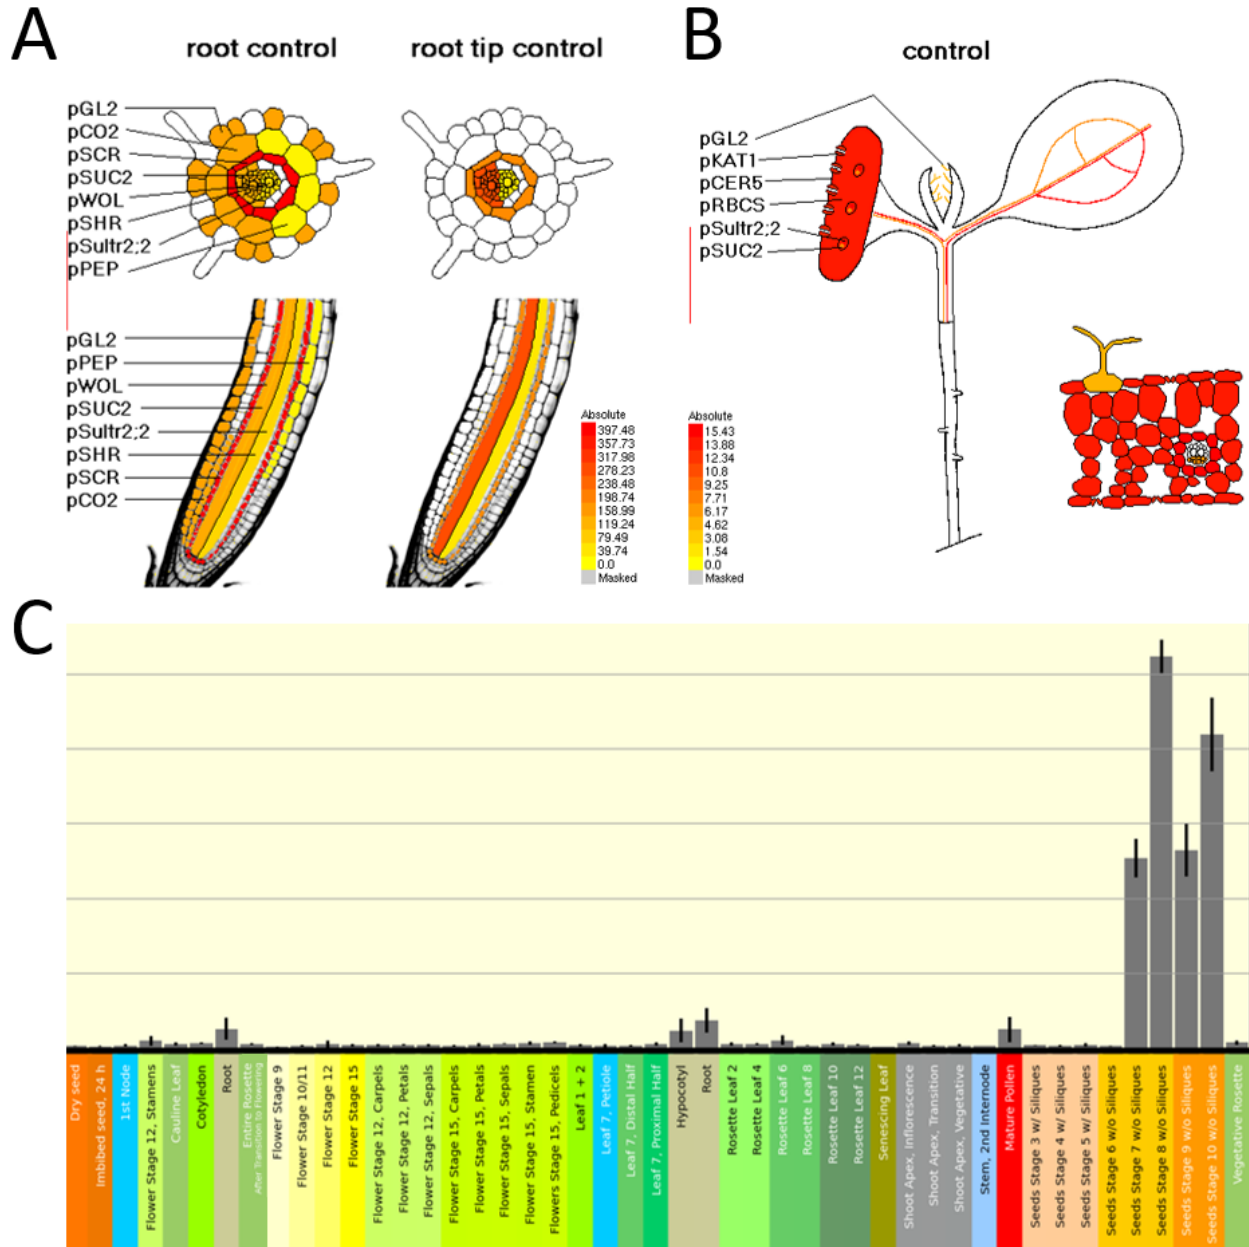 A
root control
root tip control
pGL2
pCO2
pSCR
pSUC2
pWOL
pSHR
pSultr2;2
pPEP
pGL2
pPEP
pWOL
pSUC2
pSultr2;2
pSHR
pSCR
pCO2
Absolute
397.48
357.73
317.98
278.23
238.48
198.74
158.99
119.24
79.49
39.74
0.0
Masked
B
control
pGL2
pKAT1
pCER5
pRBCS
pSultr2;2
pSUC2
Absolute
15.43
13.88
12.34
10.8
9.25
7.71
6.17
4.62
3.08
1.54
0.0
Masked
C
Dry seed
Imbibed seed, 24 h
1st Node
Flower Stage 12, Stamens
Cauline Leaf
Cotyledon
Root
Entire Rosette
After Transition to Flowering
Flower Stage 9
Flower Stage 10/11
Flower Stage 12
Flower Stage 15
Flower Stage 12, Carpels
Flower Stage 12, Petals
Flower Stage 12, Sepals
Flower Stage 15, Carpels
Flower Stage 15, Petals
Flower Stage 15, Sepals
Flower Stage 15, Stamen
Flowers Stage 15, Pedicels
Leaf 1 + 2
Leaf 7, Petiole
Leaf 7, Distal Half
Leaf 7, Proximal Half
Hypocotyl
Root
Rosette Leaf 2
Rosette Leaf 4
Rosette Leaf 6
Rosette Leaf 8
Rosette Leaf 10
Rosette Leaf 12
Senescing Leaf
Shoot Apex, Inflorescence
Shoot Apex, Transition
Shoot Apex, Vegetative
Stem, 2nd Internode
Mature Pollen
Seeds Stage 3 w/ Siliques
Seeds Stage 4 w/ Siliques
Seeds Stage 5 w/ Siliques
Seeds Stage 6 w/o Siliques
Seeds Stage 7 w/o Siliques
Seeds Stage 8 w/o Siliques
Seeds Stage 9 w/o Siliques
Seeds Stage 10 w/o Siliques
Vegetative Rosette